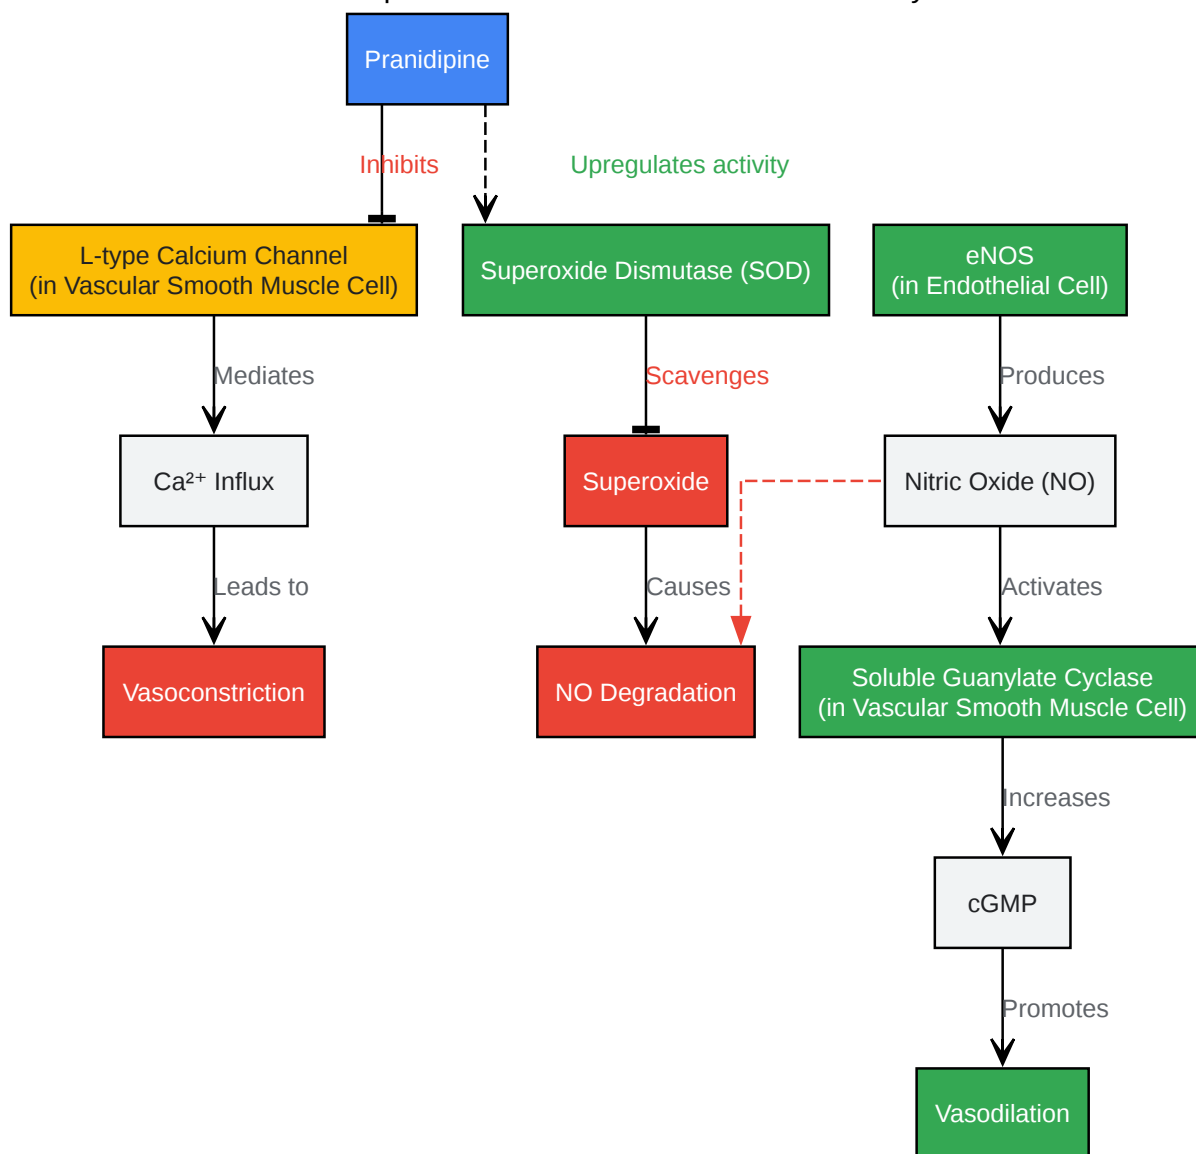 Pranidipine
Inhibits
Upregulates activity
L-type Calcium Channel
(in Vascular Smooth Muscle Cell)
Superoxide Dismutase (SOD)
eNOS
(in Endothelial Cell)
Mediates
Scavenges
Produces
Ca²⁺ Influx
Superoxide
Nitric Oxide (NO)
Leads to
Causes
Activates
Vasoconstriction
NO Degradation
Soluble Guanylate Cyclase
(in Vascular Smooth Muscle Cell)
Increases
cGMP
Promotes
Vasodilation